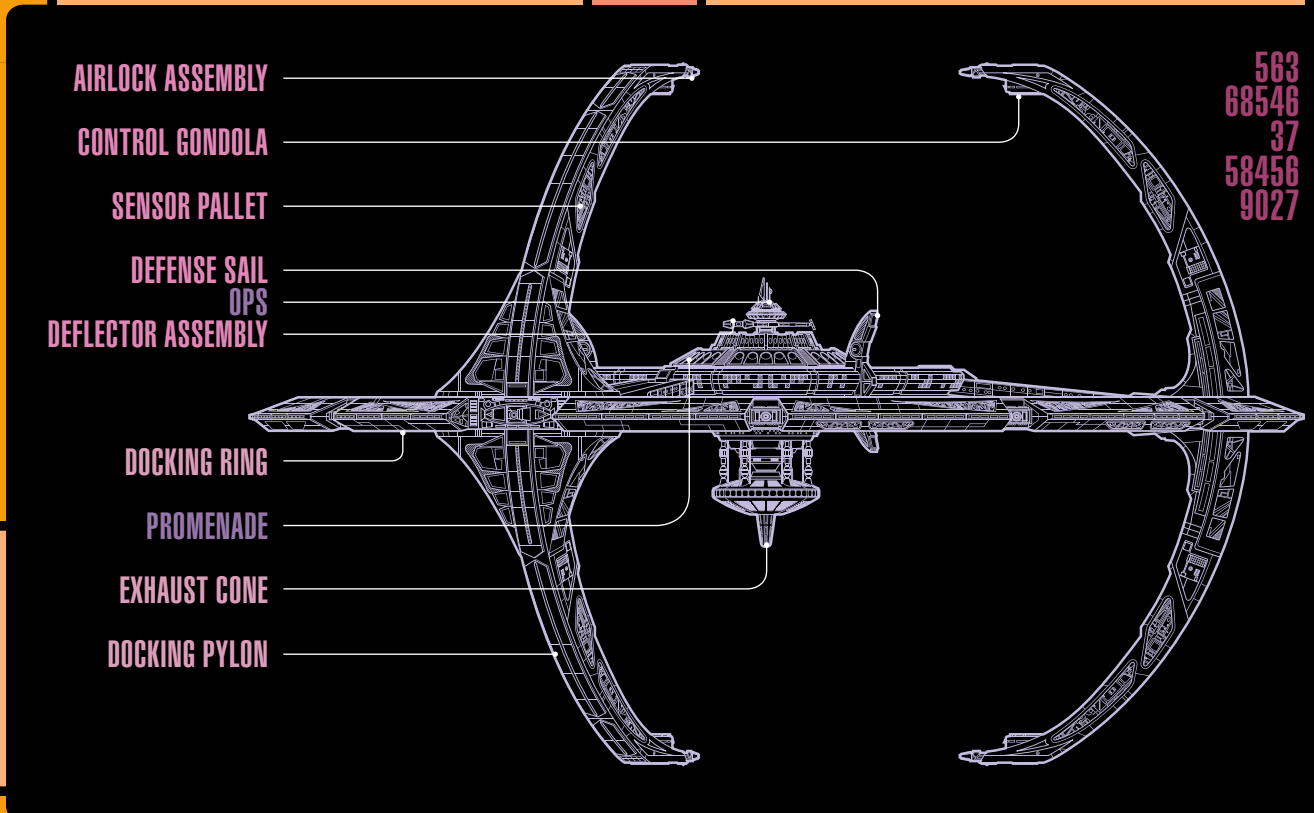 AIRLOCK ASSEMBLY
CONTROL GONDOLA
SENSOR PALLET
DEFENSE SAIL
OPS
DEFLECTOR ASSEMBLY
DOCKING RING
PROMENADE
EXHAUST CONE
DOCKING PYLON
563
68546
37
58456
9027